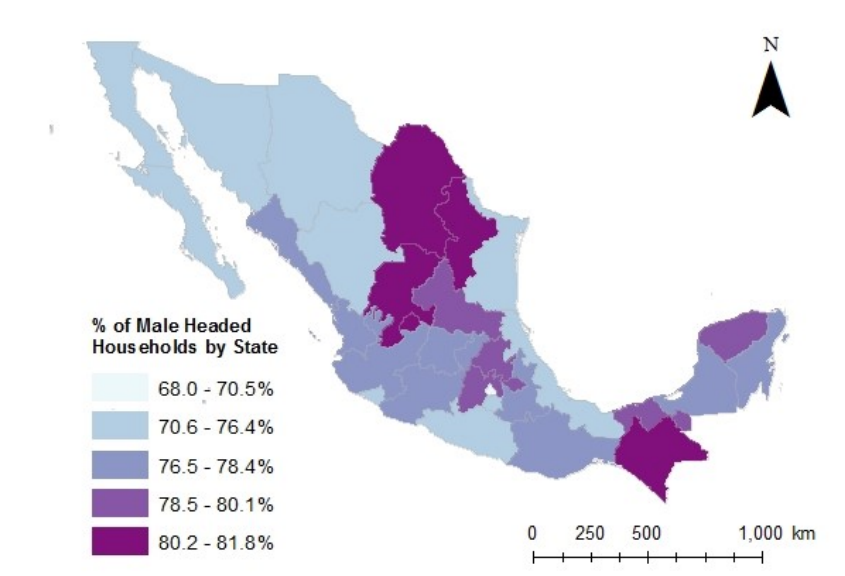 N
% of Male Headed
Households by State
68.0 - 70.5%
70.6 - 76.4%
76.5 - 78.4%
78.5 - 80.1%
80.2 - 81.8%
0 250 500 1,000 km